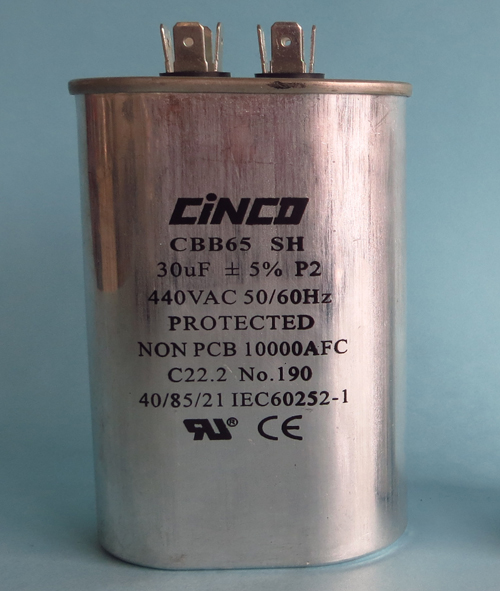 CiNCO
CBB65 SH
30uF ± 5% P2
440VAC 50/60Hz
PROTECTED
NON PCB 10000AFC
C22.2 No.190
40/85/21 IEC60252-1
RU® CE